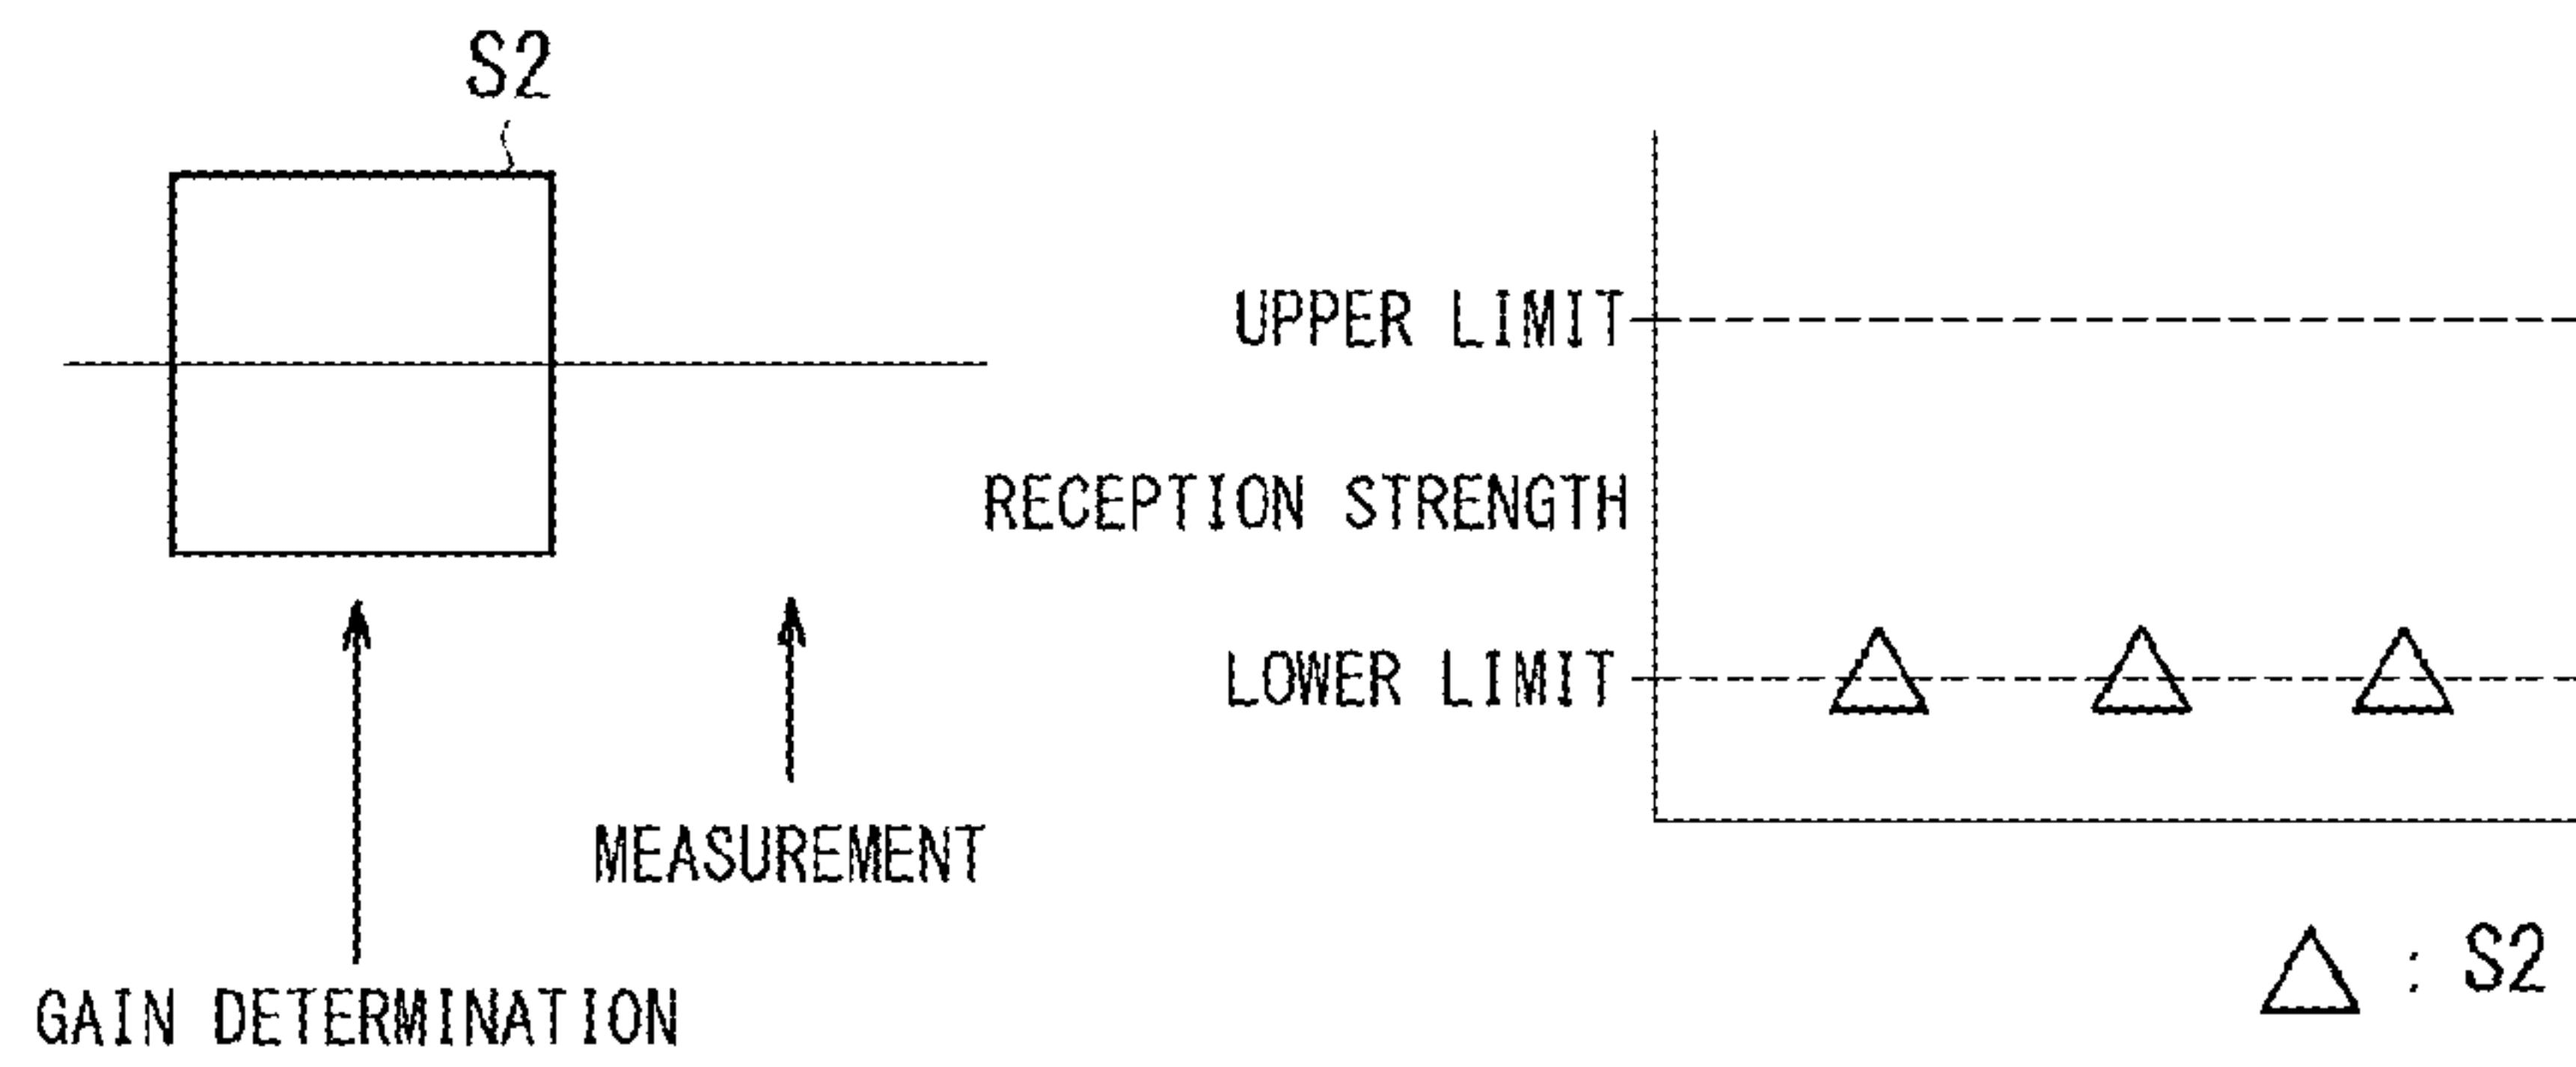 S2
UPPER LIMIT
RECEPTION STRENGTH
LOWER LIMIT
MEASUREMENT
GAIN DETERMINATION
△ : S2